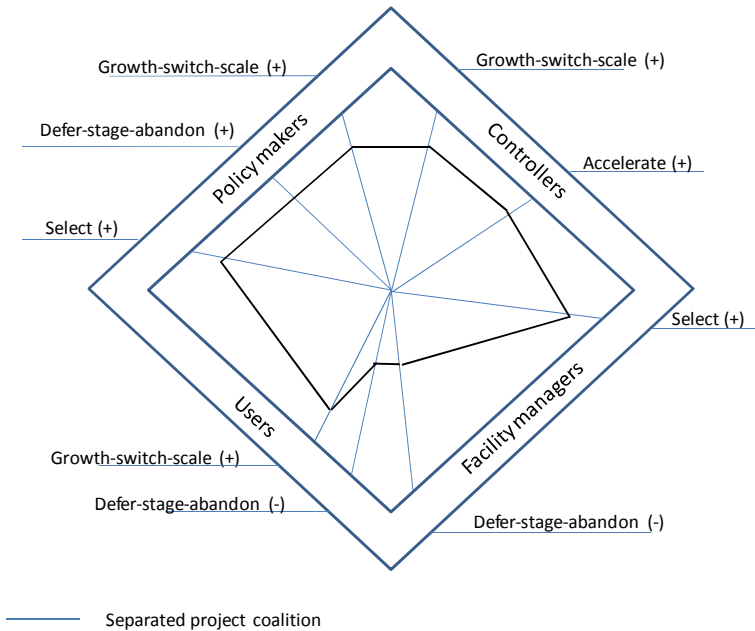 Growth-switch-scale (+)
Growth-switch-scale (+)
Defer-stage-abandon (+)
Policy makers
Controllers
Accelerate (+)
Select (+)
Select (+)
Users
Facility managers
Growth-switch-scale (+)
Defer-stage-abandon (-)
Defer-stage-abandon (-)
Separated project coalition